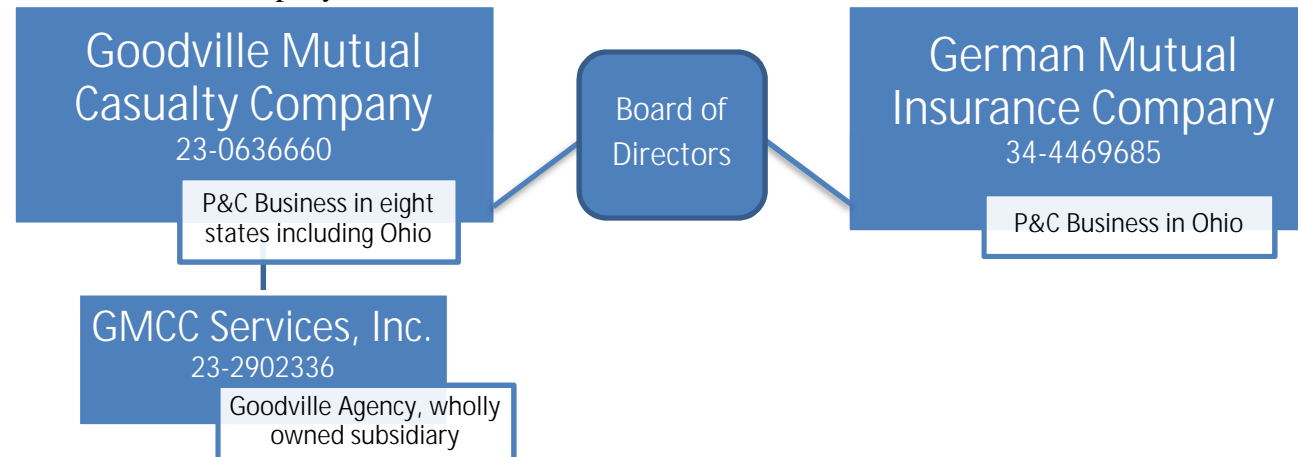 Goodville Mutual
Casualty Company
23-0636660
P&C Business in eight
states including Ohio
Board of
Directors
German Mutual
Insurance Company
34-4469685
P&C Business in Ohio
GMCC Services, Inc.
23-2902336
Goodville Agency, wholly
owned subsidiary